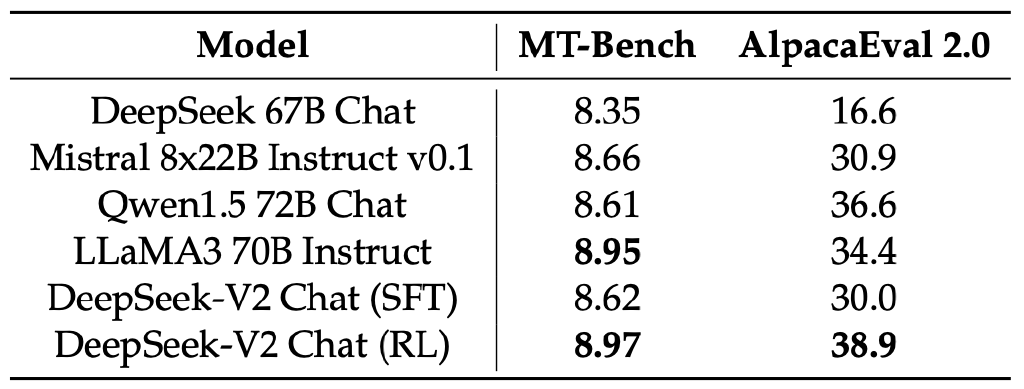 Model MT-Bench AlpacaEval 2.0
DeepSeek 67B Chat 8.35 16.6
Mistral 8x22B Instruct v0.1 8.66 30.9
Qwen1.5 72B Chat 8.61 36.6
LLaMA3 70B Instruct 8.95 34.4
DeepSeek-V2 Chat (SFT) 8.62 30.0
DeepSeek-V2 Chat (RL) 8.97 38.9